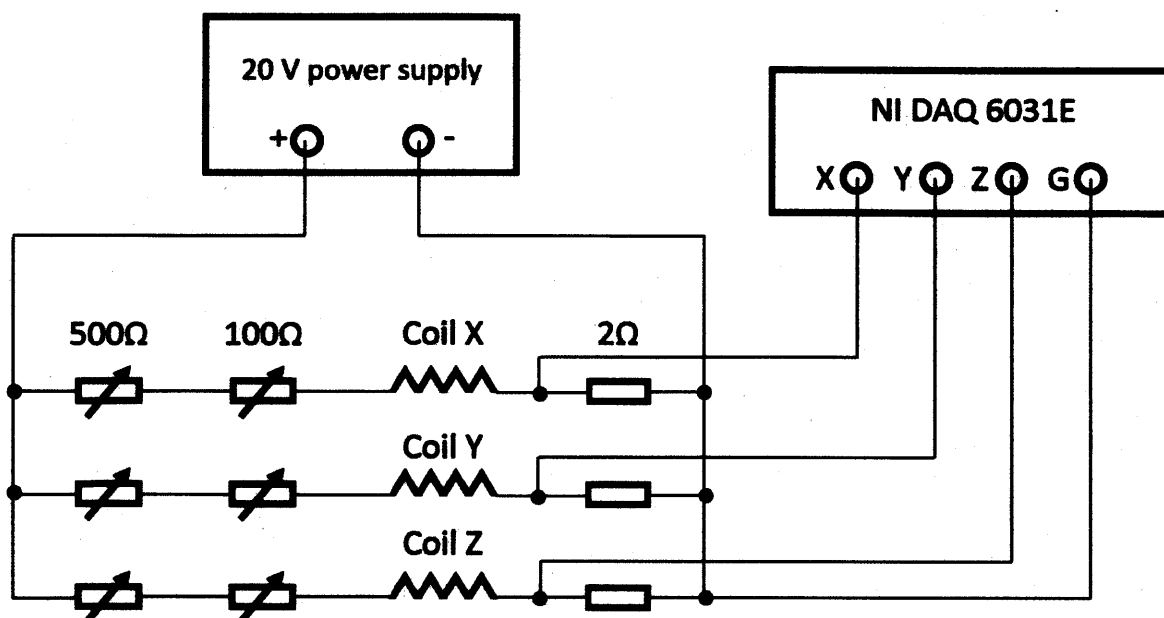 20 V power supply
+ -
NI DAQ 6031E
X Y Z G
500Ω 100Ω Coil X 2Ω
Coil Y
Coil Z